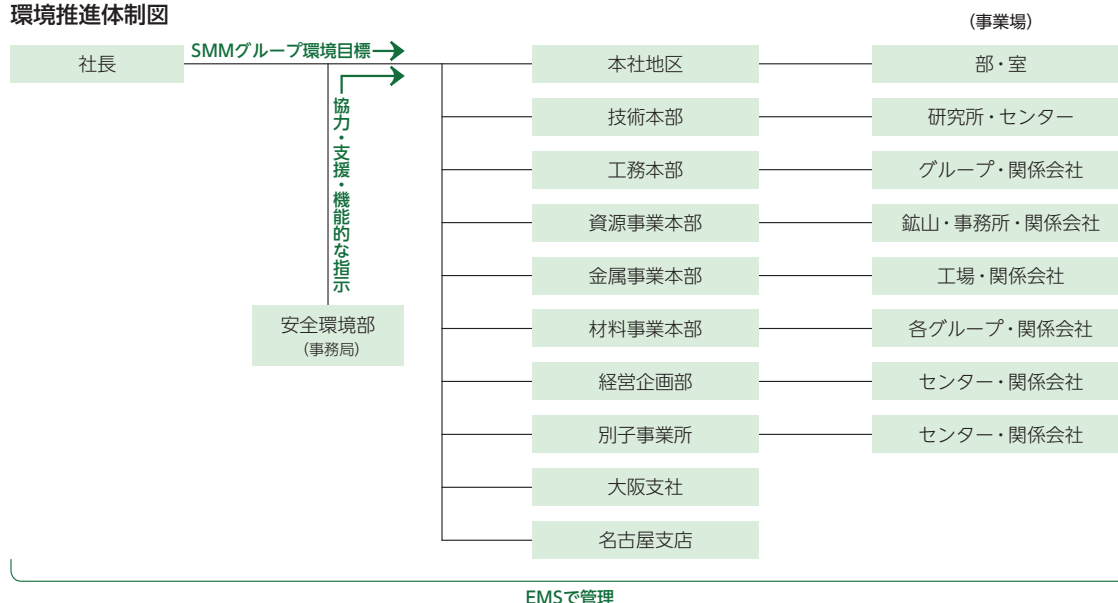 環境推進体制図
(事業場)
社長
SMMグループ環境目標
本社地区
部・室
協力・支援・機能的な指示
技術本部
研究所・センター
工務本部
グループ・関係会社
資源事業本部
鉱山・事務所・関係会社
金属事業本部
工場・関係会社
安全環境部
(事務局)
材料事業本部
各グループ・関係会社
経営企画部
センター・関係会社
別子事業所
センター・関係会社
大阪支社
名古屋支店
EMSで管理